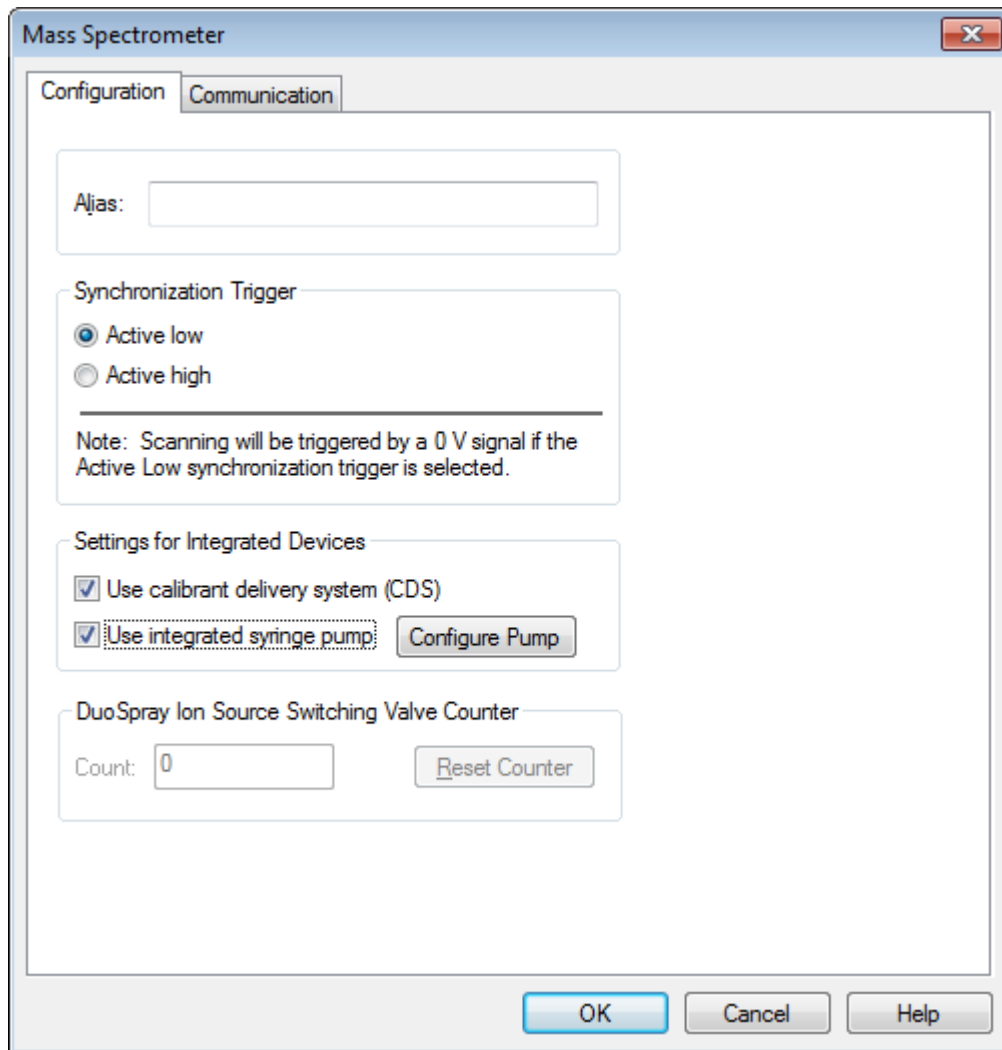 Mass Spectrometer
Configuration
Communication
Alias:
Synchronization Trigger
Active low
Active high
Note: Scanning will be triggered by a 0 V signal if the
Active Low synchronization trigger is selected.
Settings for Integrated Devices
Use calibrant delivery system (CDS)
Use integrated syringe pump
Configure Pump
DuoSpray Ion Source Switching Valve Counter
Count: 0
Reset Counter
OK
Cancel
Help